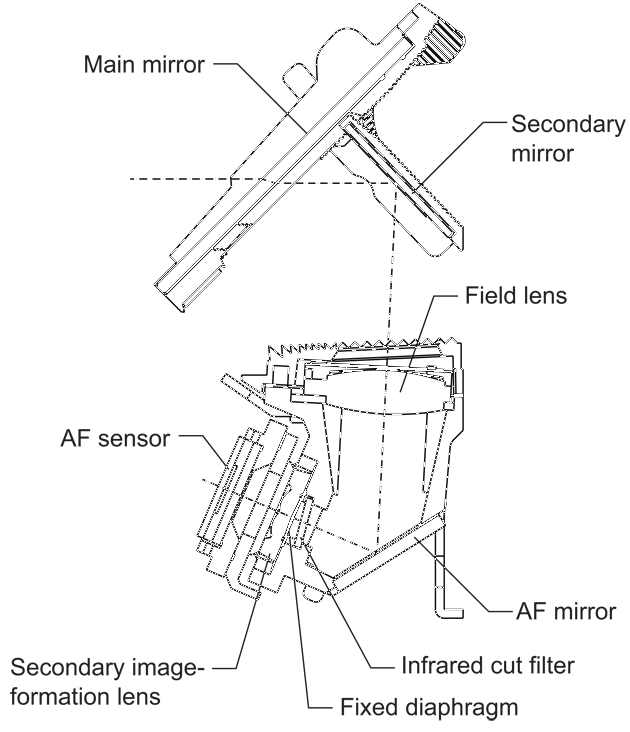 Main mirror
Secondary
mirror
Field lens
AF sensor
AF mirror
Secondary image-
formation lens
Infrared cut filter
Fixed diaphragm